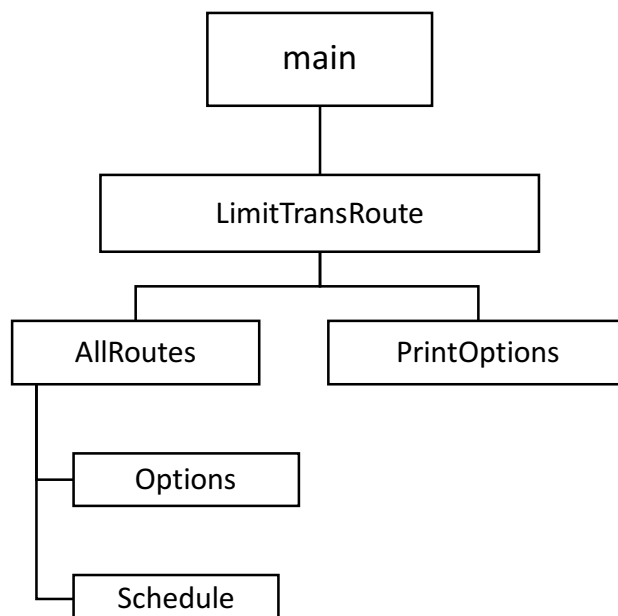 main
LimitTransRoute
AllRoutes
PrintOptions
Options
Schedule